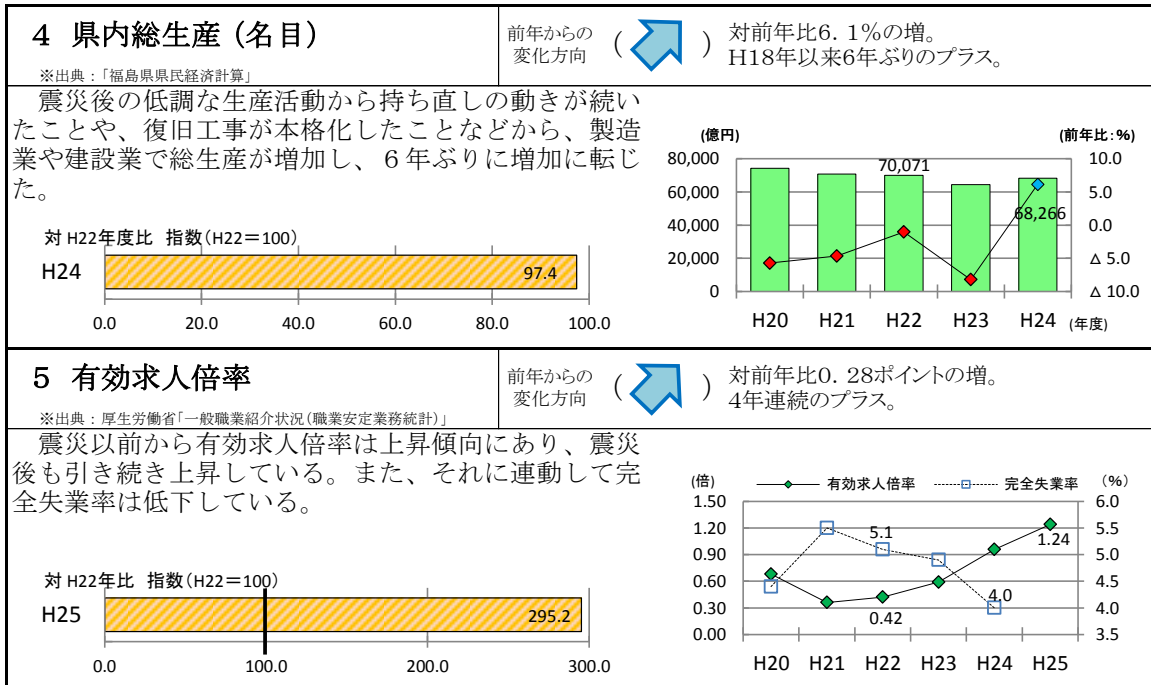 4 県内総生産（名目）
※出典：「福島県県民経済計算」
前年からの
変化方向
（ ）
対前年比6．1％の増。
H18年以来6年ぶりのプラス。
震災後の低調な生産活動から持ち直しの動きが続い
たことや、復旧工事が本格化したことなどから、製造
業や建設業で総生産が増加し、６年ぶりに増加に転じ
た。
対 H22年度比 指数（H22＝100）
H24
97.4
0.0 20.0 40.0 60.0 80.0 100.0
(億円) (前年比：%)
80,000
60,000
40,000
20,000
0
70,071
68,266
10.0
5.0
0.0
△ 5.0
△ 10.0
H20 H21 H22 H23 H24 (年度)
5 有効求人倍率
※出典：厚生労働省「一般職業紹介状況（職業安定業務統計）」
前年からの
変化方向
（ ）
対前年比0．28ポイントの増。
4年連続のプラス。
震災以前から有効求人倍率は上昇傾向にあり、震災
後も引き続き上昇している。また、それに連動して完
全失業率は低下している。
対 H22年比 指数（H22＝100）
H25
295.2
0.0 100.0 200.0 300.0
(倍) 有効求人倍率 完全失業率 （%）
1.50
1.20
0.90
0.60
0.30
0.00
5.1
0.42
4.0
1.24
6.0
5.5
5.0
4.5
4.0
3.5
H20 H21 H22 H23 H24 H25